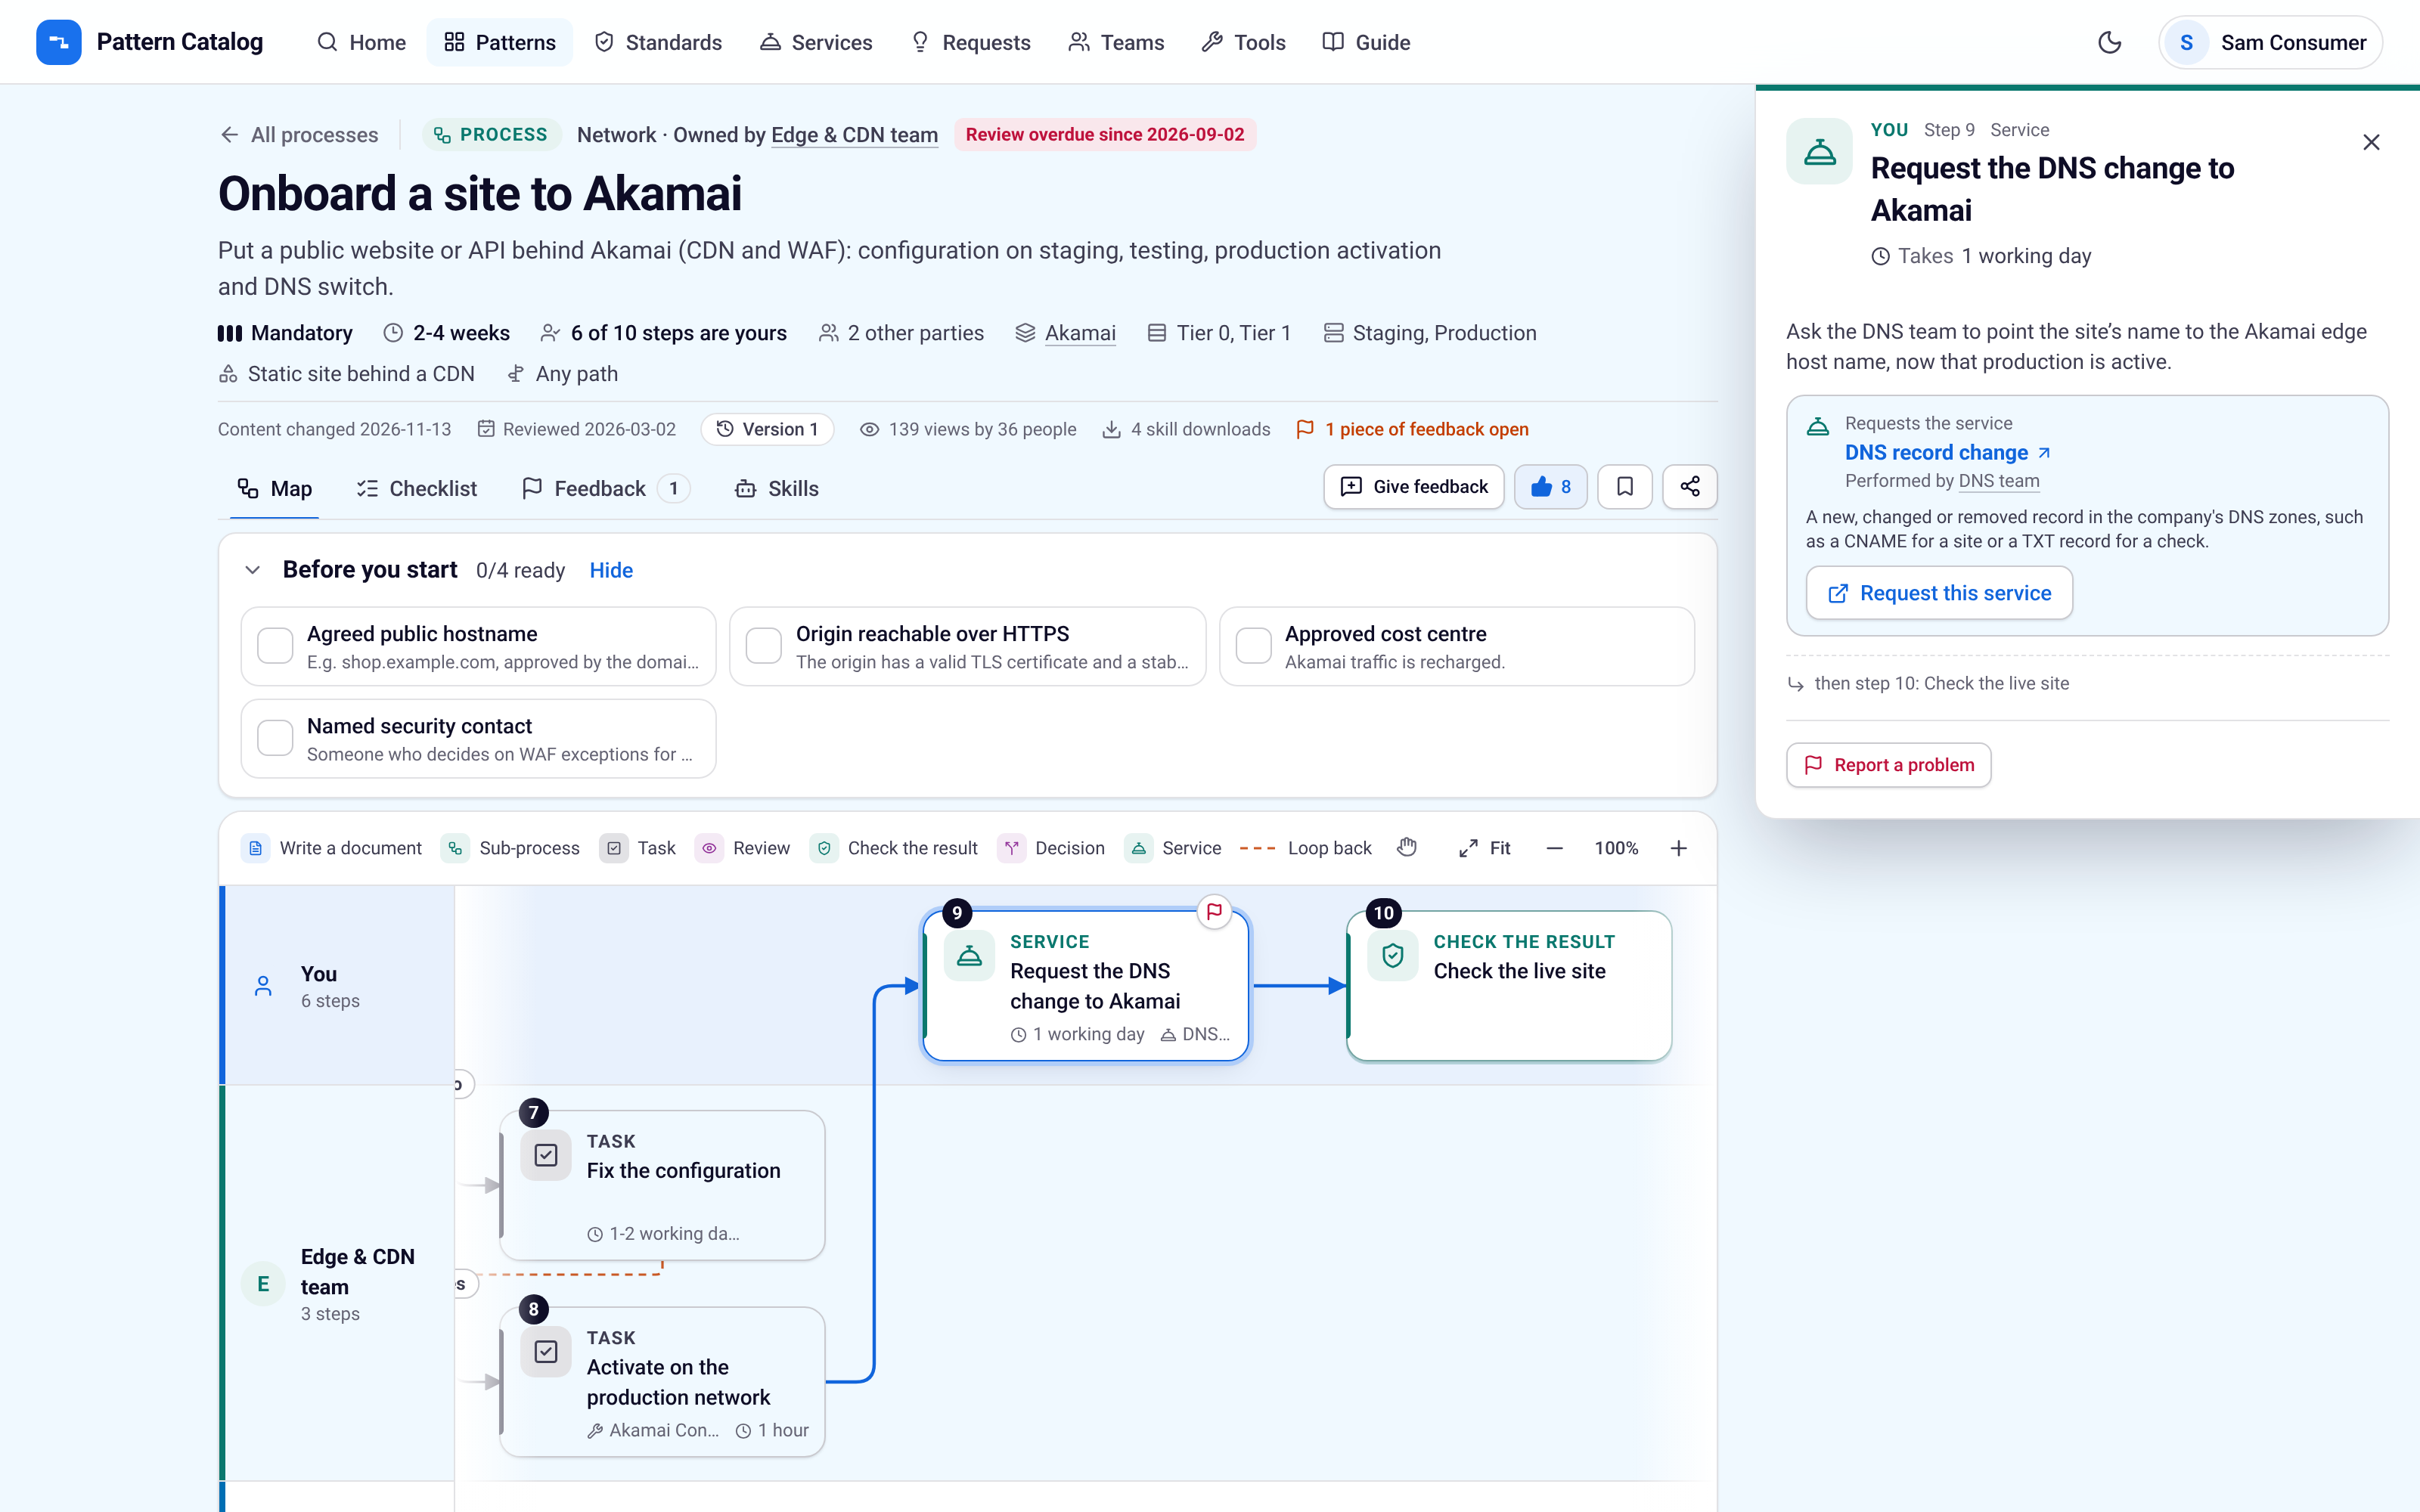 Pattern Catalog
Home
Patterns
Standards
Services
Requests
Teams
Tools
Guide
S
Sam Consumer
All processes
PROCESS
Network · Owned by Edge & CDN team
Review overdue since 2026-09-02
Onboard a site to Akamai
Put a public website or API behind Akamai (CDN and WAF): configuration on staging, testing, production activation
and DNS switch.
Mandatory
2-4 weeks
6 of 10 steps are yours
2 other parties
Akamai
Tier 0, Tier 1
Staging, Production
Static site behind a CDN
Any path
Content changed 2026-11-13
Reviewed 2026-03-02
Version 1
139 views by 36 people
4 skill downloads
1 piece of feedback open
Map
Checklist
Feedback 1
Skills
Give feedback
8
Before you start
0/4 ready
Hide
Agreed public hostname
E.g. shop.example.com, approved by the domai...
Origin reachable over HTTPS
The origin has a valid TLS certificate and a stab...
Approved cost centre
Akamai traffic is recharged.
Named security contact
Someone who decides on WAF exceptions for ...
Write a document
Sub-process
Task
Review
Check the result
Decision
Service
Loop back
Fit
100%
You
6 steps
9
SERVICE
Request the DNS
change to Akamai
1 working day
DNS...
10
CHECK THE RESULT
Check the live site
o
Edge & CDN
team
3 steps
E
7
TASK
Fix the configuration
1-2 working da...
s
8
TASK
Activate on the
production network
Akamai Con...
1 hour
YOU
Step 9
Service
Request the DNS change to
Akamai
Takes 1 working day
Ask the DNS team to point the site’s name to the Akamai edge
host name, now that production is active.
Requests the service
DNS record change
Performed by DNS team
A new, changed or removed record in the company's DNS zones, such
as a CNAME for a site or a TXT record for a check.
Request this service
then step 10: Check the live site
Report a problem